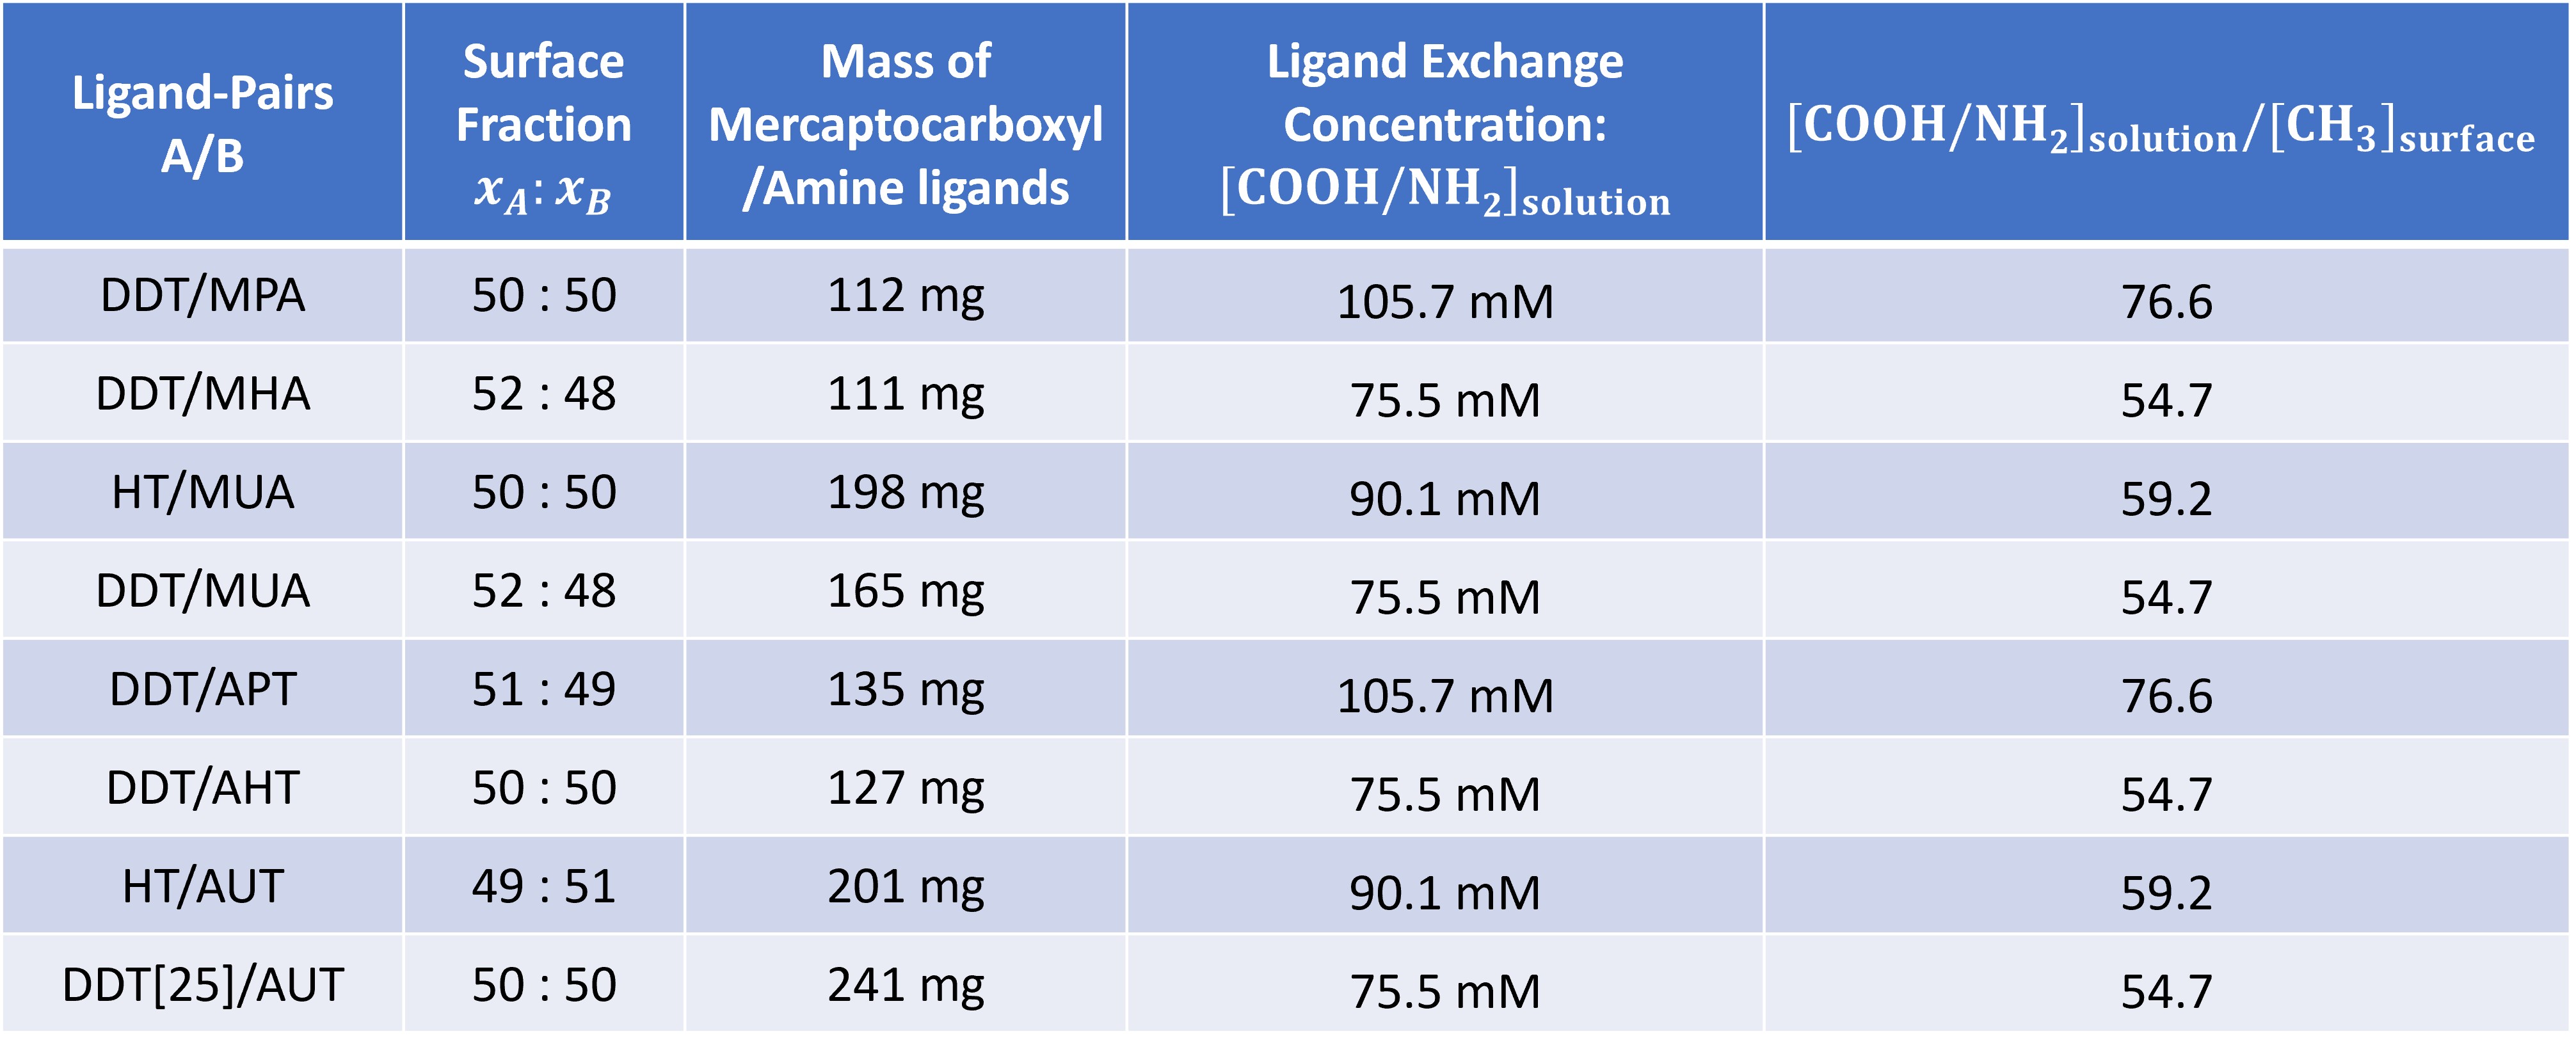 Ligand-Pairs
A/B
Surface
Fraction
x_A: x_B
Mass of
Mercaptocarboxyl
/Amine ligands
Ligand Exchange
Concentration:
[COOH/NH₂]solution
[COOH/NH₂]solution/[CH₃]surface
DDT/MPA 50 : 50 112 mg 105.7 mM 76.6
DDT/MHA 52 : 48 111 mg 75.5 mM 54.7
HT/MUA 50 : 50 198 mg 90.1 mM 59.2
DDT/MUA 52 : 48 165 mg 75.5 mM 54.7
DDT/APT 51 : 49 135 mg 105.7 mM 76.6
DDT/AHT 50 : 50 127 mg 75.5 mM 54.7
HT/AUT 49 : 51 201 mg 90.1 mM 59.2
DDT[25]/AUT 50 : 50 241 mg 75.5 mM 54.7